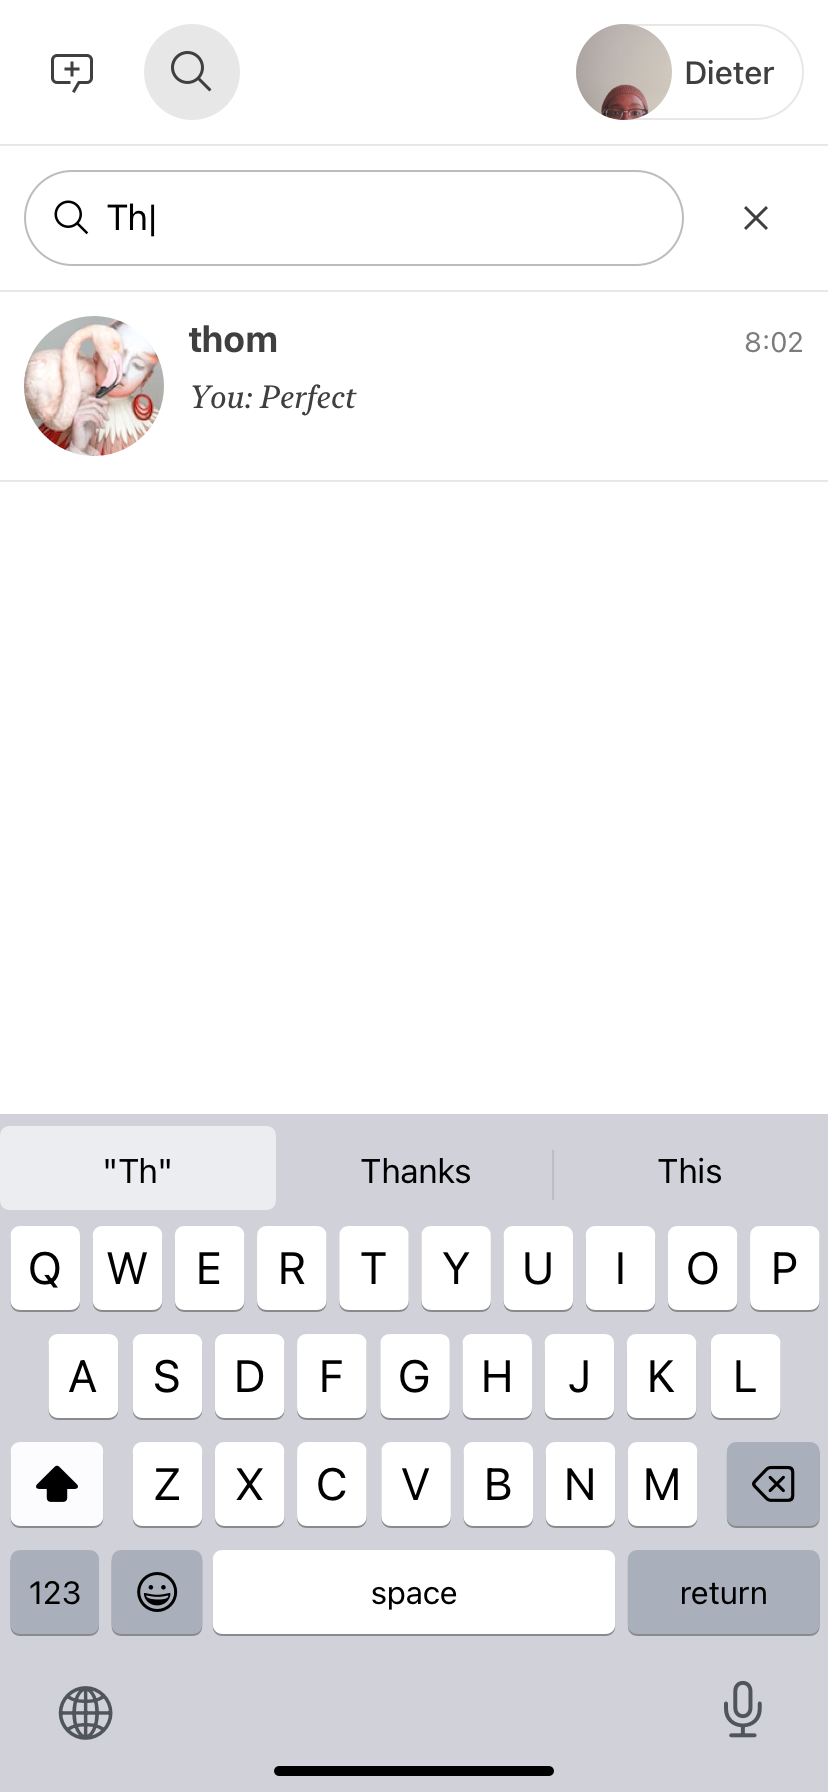 Dieter
Th
thom 8:02
You: Perfect
"Th" Thanks This
Q W E R T Y U I O P
A S D F G H J K L
Z X C V B N M
123 space return